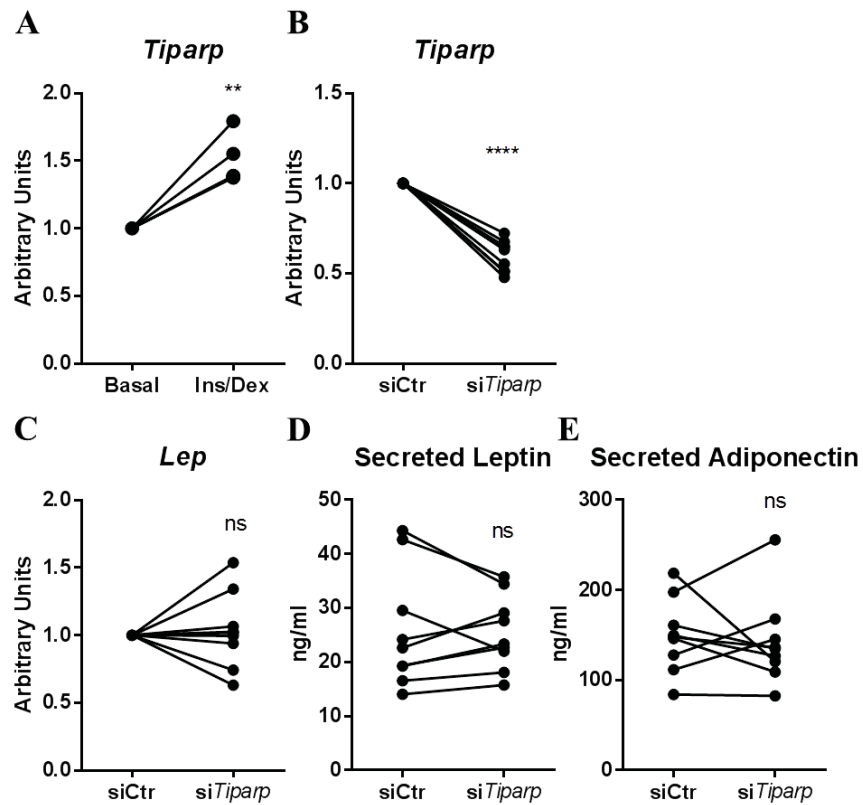 A
Tiparp
Arbitrary Units
2.0
1.5
1.0
0.5
0.0
**
Basal
Ins/Dex
B
Tiparp
Arbitrary Units
1.5
1.0
0.5
0.0
****
siCtr
siTiparp
C
Lep
Arbitrary Units
2.0
1.5
1.0
0.5
0.0
ns
siCtr
siTiparp
D
Secreted Leptin
ng/ml
50
40
30
20
10
0
ns
siCtr
siTiparp
E
Secreted Adiponectin
ng/ml
300
200
100
0
ns
siCtr
siTiparp